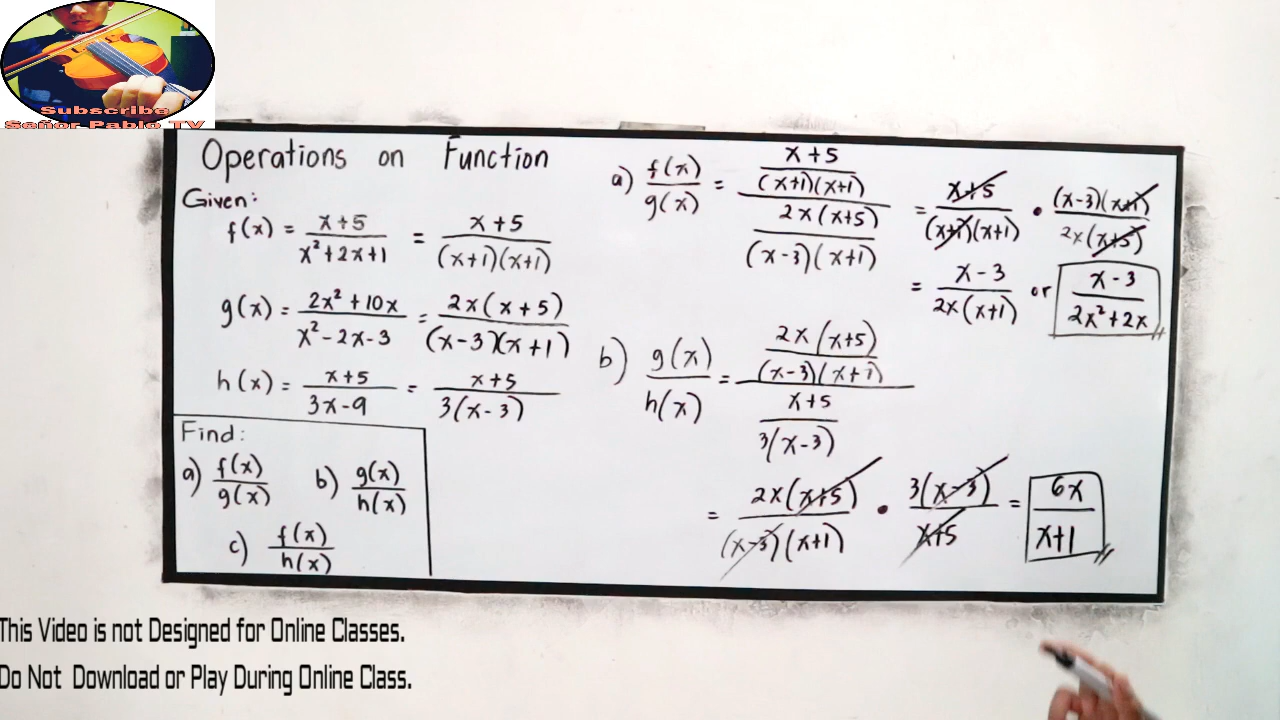 Subscribe
Señor Pablo TV
Operations on Function
Given:
f(x) = x+5 / x²+2x+1 = x+5 / (x+1)(x+1)
g(x) = 2x²+10x / x²-2x-3 = 2x(x+5) / (x-3)(x+1)
h(x) = x+5 / 3x-9 = x+5 / 3(x-3)
Find:
a) f(x) / g(x) b) g(x) / h(x)
c) f(x) / h(x)
a) f(x) / g(x) = x+5 / (x+1)(x+1) / 2x(x+5) / (x-3)(x+1) = x+5 / (x+1)(x+1) • (x-3)(x+1) / 2x(x+5)
= x-3 / 2x(x+1) or x-3 / 2x²+2x
b) g(x) / h(x) = 2x(x+5) / (x-3)(x+1) / x+5 / 3(x-3)
= 2x(x+5) / (x-3)(x+1) • 3(x-3) / x+5 = 6x / x+1
This Video is not Designed for Online Classes.
Do Not Download or Play During Online Class.